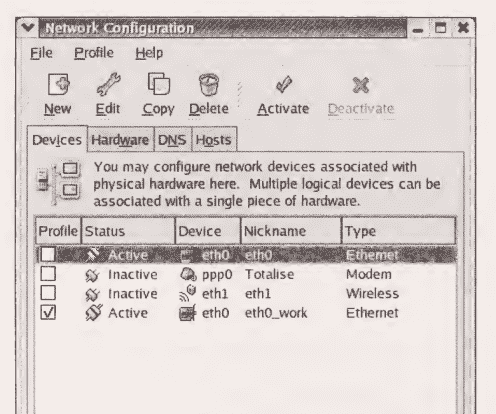 Network Configuration
File Profile Help
New Edit Copy Delete Activate Deactivate
Devices Hardware DNS Hosts
You may configure network devices associated with
physical hardware here. Multiple logical devices can be
associated with a single piece of hardware.
Profile Status Device Nickname Type
Active eth0 eth0 Ethernet
Inactive ppp0 Totalise Modem
Inactive eth1 eth1 Wireless
Active eth0 eth0_work Ethernet